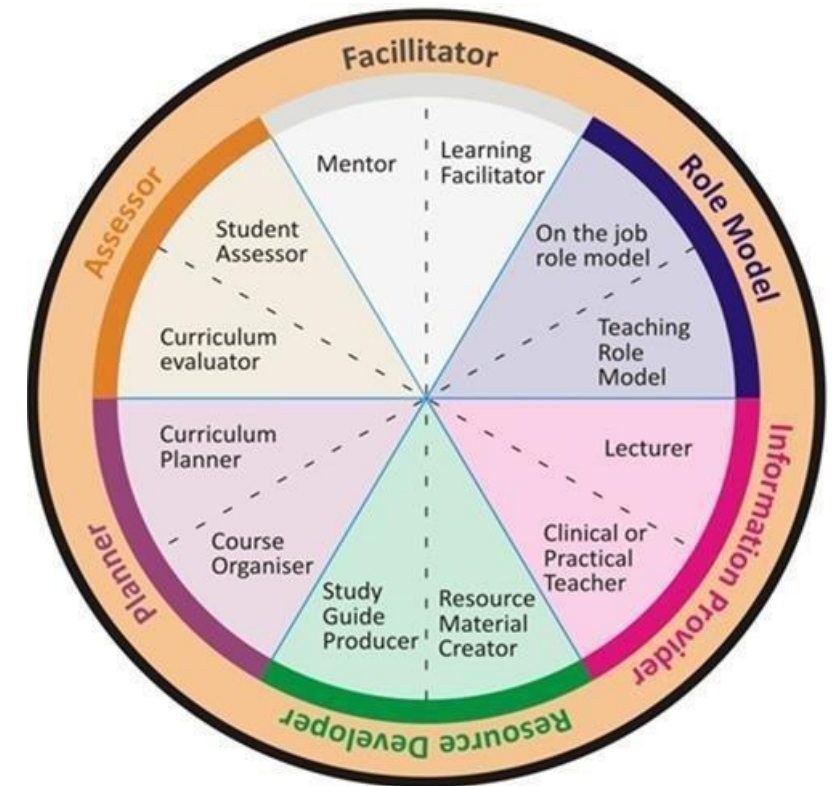 Facillitator
Mentor
Learning
Facilitator
Role Model
On the job
role model
Teaching
Role
Model
Information Provider
Lecturer
Clinical or
Practical
Teacher
Resource Developer
Resource
Material
Creator
Study
Guide
Producer
Planner
Course
Organiser
Curriculum
Planner
Assessor
Curriculum
evaluator
Student
Assessor